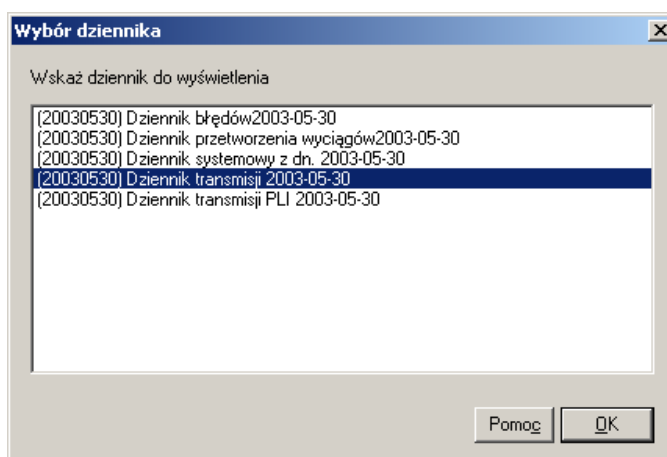 Wybór dziennika
Wskaż dziennik do wyświetlenia
(20030530) Dziennik błędów2003-05-30
(20030530) Dziennik przetworzenia wyciągów2003-05-30
(20030530) Dziennik systemowy z dn. 2003-05-30
(20030530) Dziennik transmisji 2003-05-30
(20030530) Dziennik transmisji PLI 2003-05-30
Pomoc OK